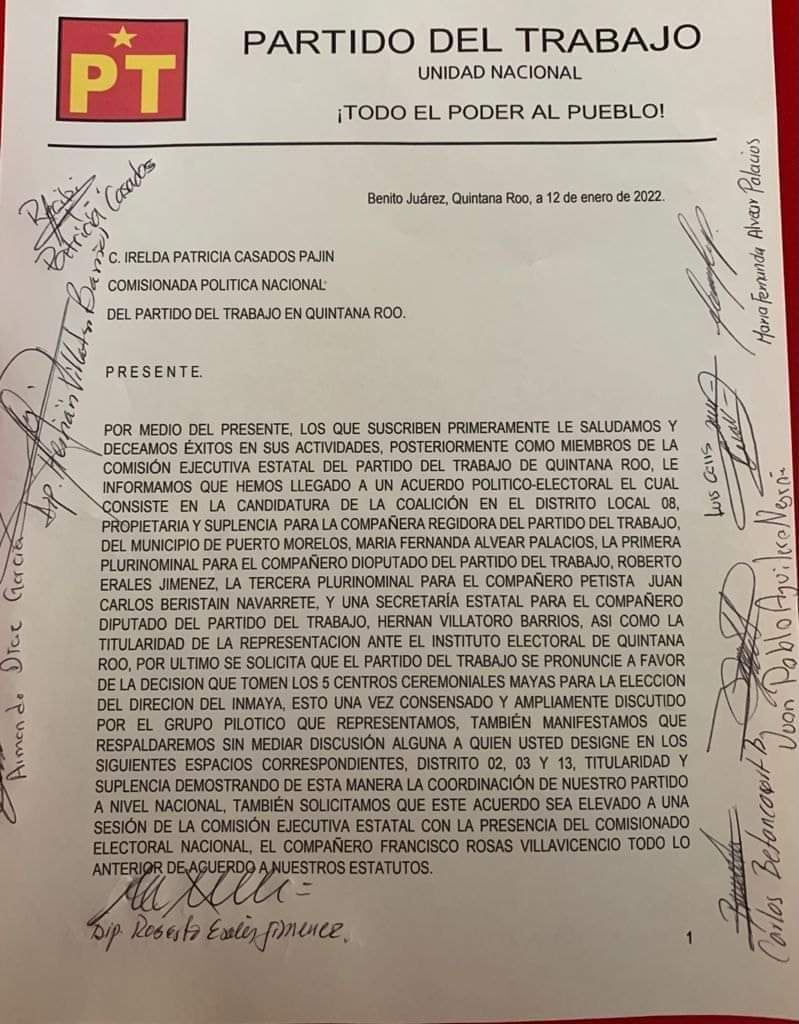 PT
PARTIDO DEL TRABAJO
UNIDAD NACIONAL
¡TODO EL PODER AL PUEBLO!
Benito Juárez, Quintana Roo, a 12 de enero de 2022.
Recibi
Patricia Casados
C. IRELDA PATRICIA CASADOS PAJIN
COMISIONADA POLITICA NACIONAL
DEL PARTIDO DEL TRABAJO EN QUINTANA ROO.
P R E S E N T E.
POR MEDIO DEL PRESENTE, LOS QUE SUSCRIBEN PRIMERAMENTE LE SALUDAMOS Y
DECEAMOS ÉXITOS EN SUS ACTIVIDADES, POSTERIORMENTE COMO MIEMBROS DE LA
COMISIÓN EJECUTIVA ESTATAL DEL PARTIDO DEL TRABAJO DE QUINTANA ROO, LE
INFORMAMOS QUE HEMOS LLEGADO A UN ACUERDO POLITICO-ELECTORAL EL CUAL
CONSISTE EN LA CANDIDATURA DE LA COALICIÓN EN EL DISTRITO LOCAL 08,
PROPIETARIA Y SUPLENCIA PARA LA COMPAÑERA REGIDORA DEL PARTIDO DEL TRABAJO,
DEL MUNICIPIO DE PUERTO MORELOS, MARIA FERNANDA ALVEAR PALACIOS, LA PRIMERA
PLURINOMINAL PARA EL COMPAÑERO DIOPUTADO DEL PARTIDO DEL TRABAJO, ROBERTO
ERALES JIMENEZ, LA TERCERA PLURINOMINAL PARA EL COMPAÑERO PETISTA JUAN
CARLOS BERISTAIN NAVARRETE, Y UNA SECRETARÍA ESTATAL PARA EL COMPAÑERO
DIPUTADO DEL PARTIDO DEL TRABAJO, HERNAN VILLATORO BARRIOS, ASI COMO LA
TITULARIDAD DE LA REPRESENTACION ANTE EL INSTITUTO ELECTORAL DE QUINTANA
ROO, POR ULTIMO SE SOLICITA QUE EL PARTIDO DEL TRABAJO SE PRONUNCIE A FAVOR
DE LA DECISION QUE TOMEN LOS 5 CENTROS CEREMONIALES MAYAS PARA LA ELECCION
DEL DIRECION DEL INMAYA, ESTO UNA VEZ CONSENSADO Y AMPLIAMENTE DISCUTIDO
POR EL GRUPO PILOTICO QUE REPRESENTAMOS, TAMBIÉN MANIFESTAMOS QUE
RESPALDAREMOS SIN MEDIAR DISCUSIÓN ALGUNA A QUIEN USTED DESIGNE EN LOS
SIGUIENTES ESPACIOS CORRESPONDIENTES, DISTRITO 02, 03 Y 13, TITULARIDAD Y
SUPLENCIA DEMOSTRANDO DE ESTA MANERA LA COORDINACIÓN DE NUESTRO PARTIDO
A NIVEL NACIONAL, TAMBIÉN SOLICITAMOS QUE ESTE ACUERDO SEA ELEVADO A UNA
SESIÓN DE LA COMISIÓN EJECUTIVA ESTATAL CON LA PRESENCIA DEL COMISIONADO
ELECTORAL NACIONAL, EL COMPAÑERO FRANCISCO ROSAS VILLAVICENCIO TODO LO
ANTERIOR DE ACUERDO A NUESTROS ESTATUTOS.
Dip. Hernán Villatoro Barrios
Armando Díaz García
Maria Fernanda Alvear Palacios
Luis
Juan Pablo Aguilera Negrón
Carlos Betancourt
Dip. Roberto Erales Jimenez.
1